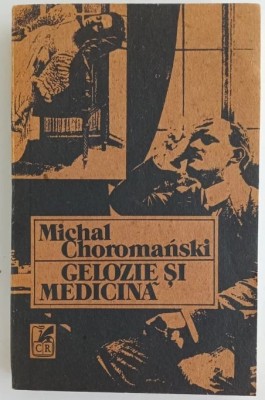 Michal
Choromański
GELOZIE ŞI
MEDICINĂ
CR